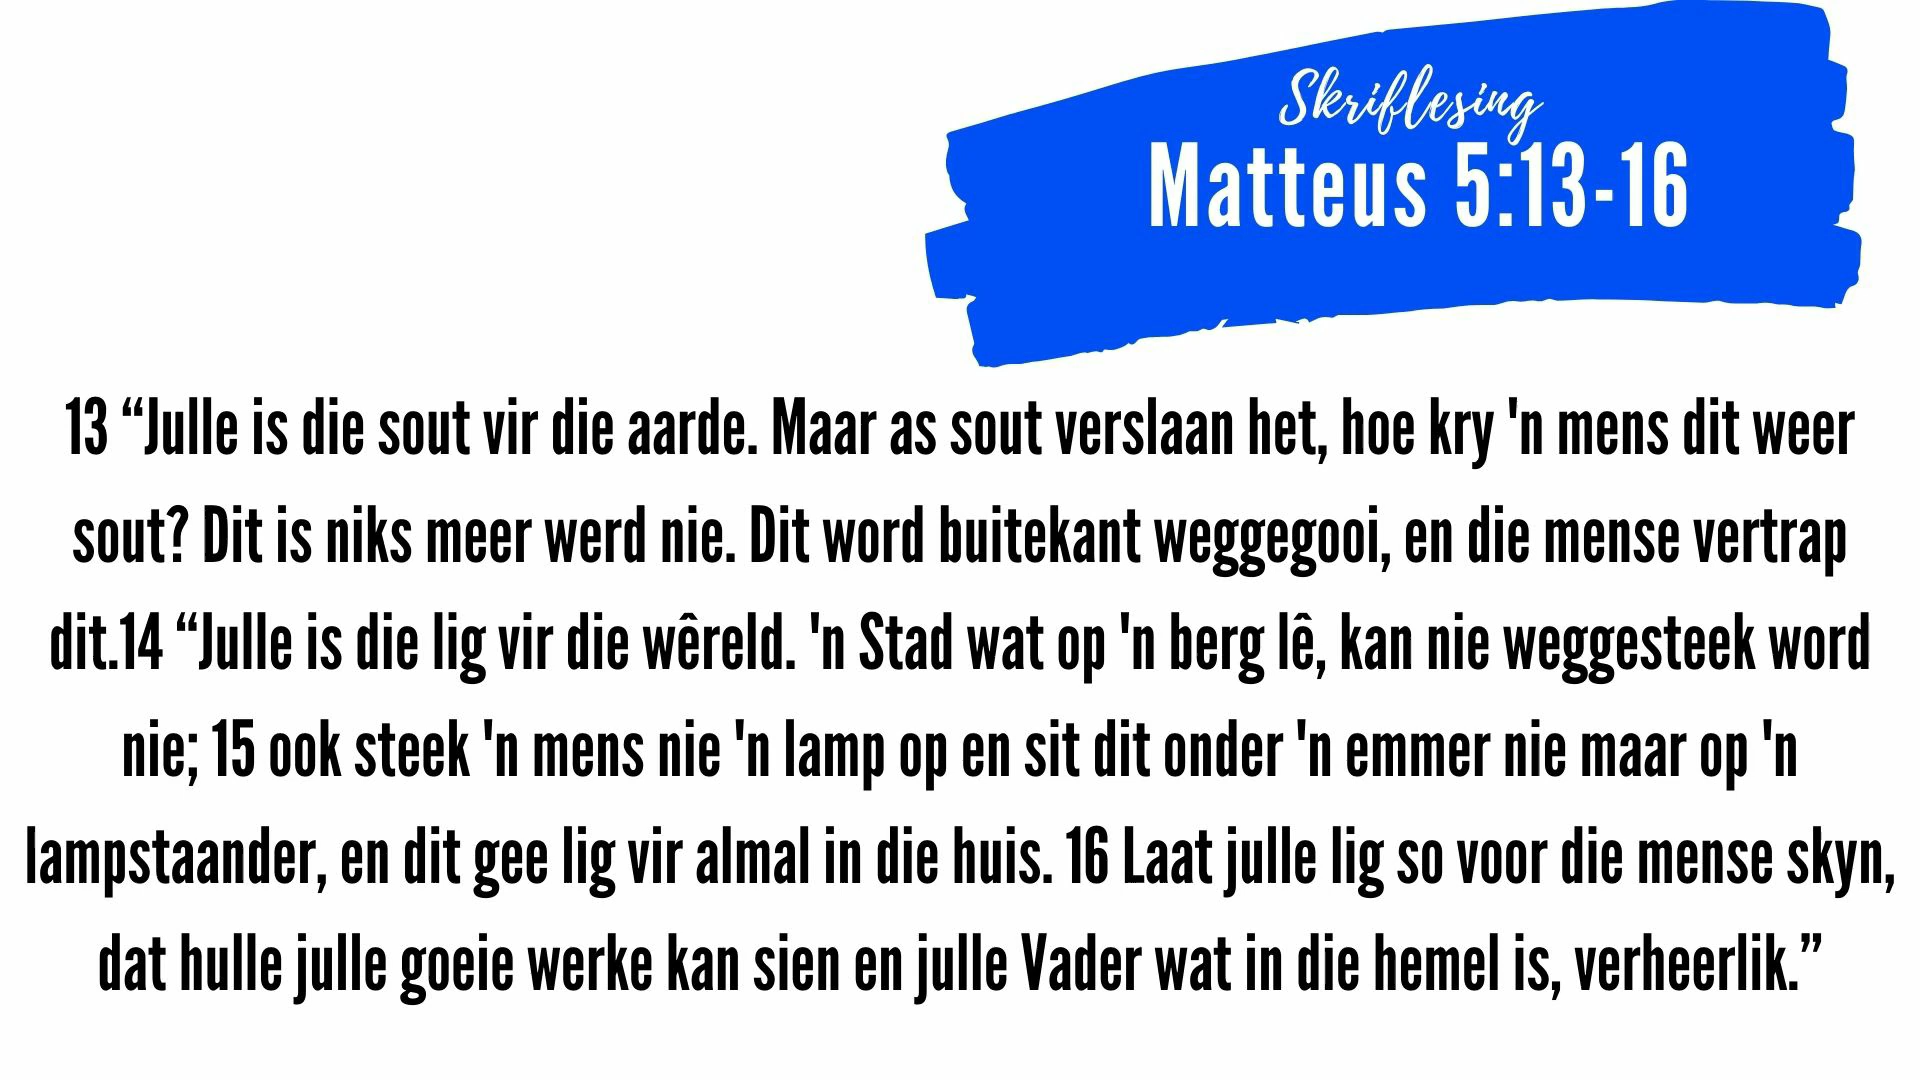 Skriflesing
Matteus 5:13-16
13 “Julle is die sout vir die aarde. Maar as sout verslaan het, hoe kry 'n mens dit weer
sout? Dit is niks meer werd nie. Dit word buitekant weggegooi, en die mense vertrap
dit.14 “Julle is die lig vir die wêreld. 'n Stad wat op 'n berg lê, kan nie weggesteek word
nie; 15 ook steek 'n mens nie 'n lamp op en sit dit onder 'n emmer nie maar op 'n
lampstaander, en dit gee lig vir almal in die huis. 16 Laat julle lig so voor die mense skyn,
dat hulle julle goeie werke kan sien en julle Vader wat in die hemel is, verheerlik.”